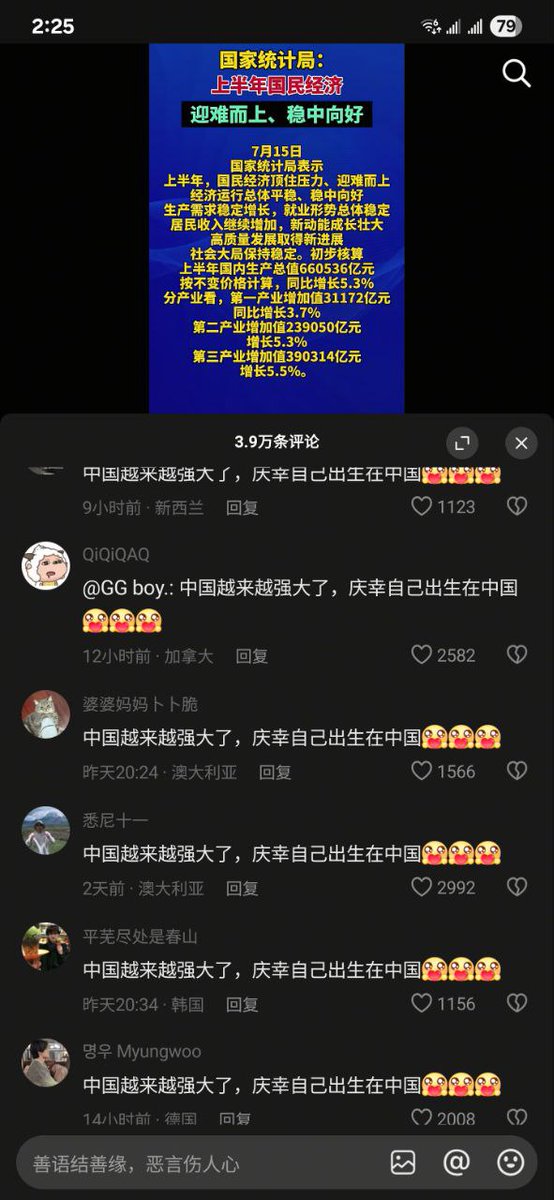 2:25
79
国家统计局：
上半年国民经济
迎难而上、稳中向好
7月15日
国家统计局表示
上半年，国民经济顶住压力、迎难而上
经济运行总体平稳、稳中向好
生产需求稳定增长，就业形势总体稳定
居民收入继续增加，新动能成长壮大
高质量发展取得新进展
社会大局保持稳定。初步核算
上半年国内生产总值660536亿元
按不变价格计算，同比增长5.3%
分产业看，第一产业增加值31172亿元
同比增长3.7%
第二产业增加值239050亿元
增长5.3%
第三产业增加值390314亿元
增长5.5%。
3.9万条评论
中国越来越强大了，庆幸自己出生在中国
9小时前 · 新西兰 回复 1123
QiQiQAQ
@GG boy.: 中国越来越强大了，庆幸自己出生在中国
12小时前 · 加拿大 回复 2582
婆婆妈妈卜卜脆
中国越来越强大了，庆幸自己出生在中国
昨天20:24 · 澳大利亚 回复 1566
悉尼十一
中国越来越强大了，庆幸自己出生在中国
2天前 · 澳大利亚 回复 2992
平芜尽处是春山
中国越来越强大了，庆幸自己出生在中国
昨天20:34 · 韩国 回复 1156
명우 Myungwoo
中国越来越强大了，庆幸自己出生在中国
14小时前 · 德国 回复 2008
善语结善缘，恶言伤人心